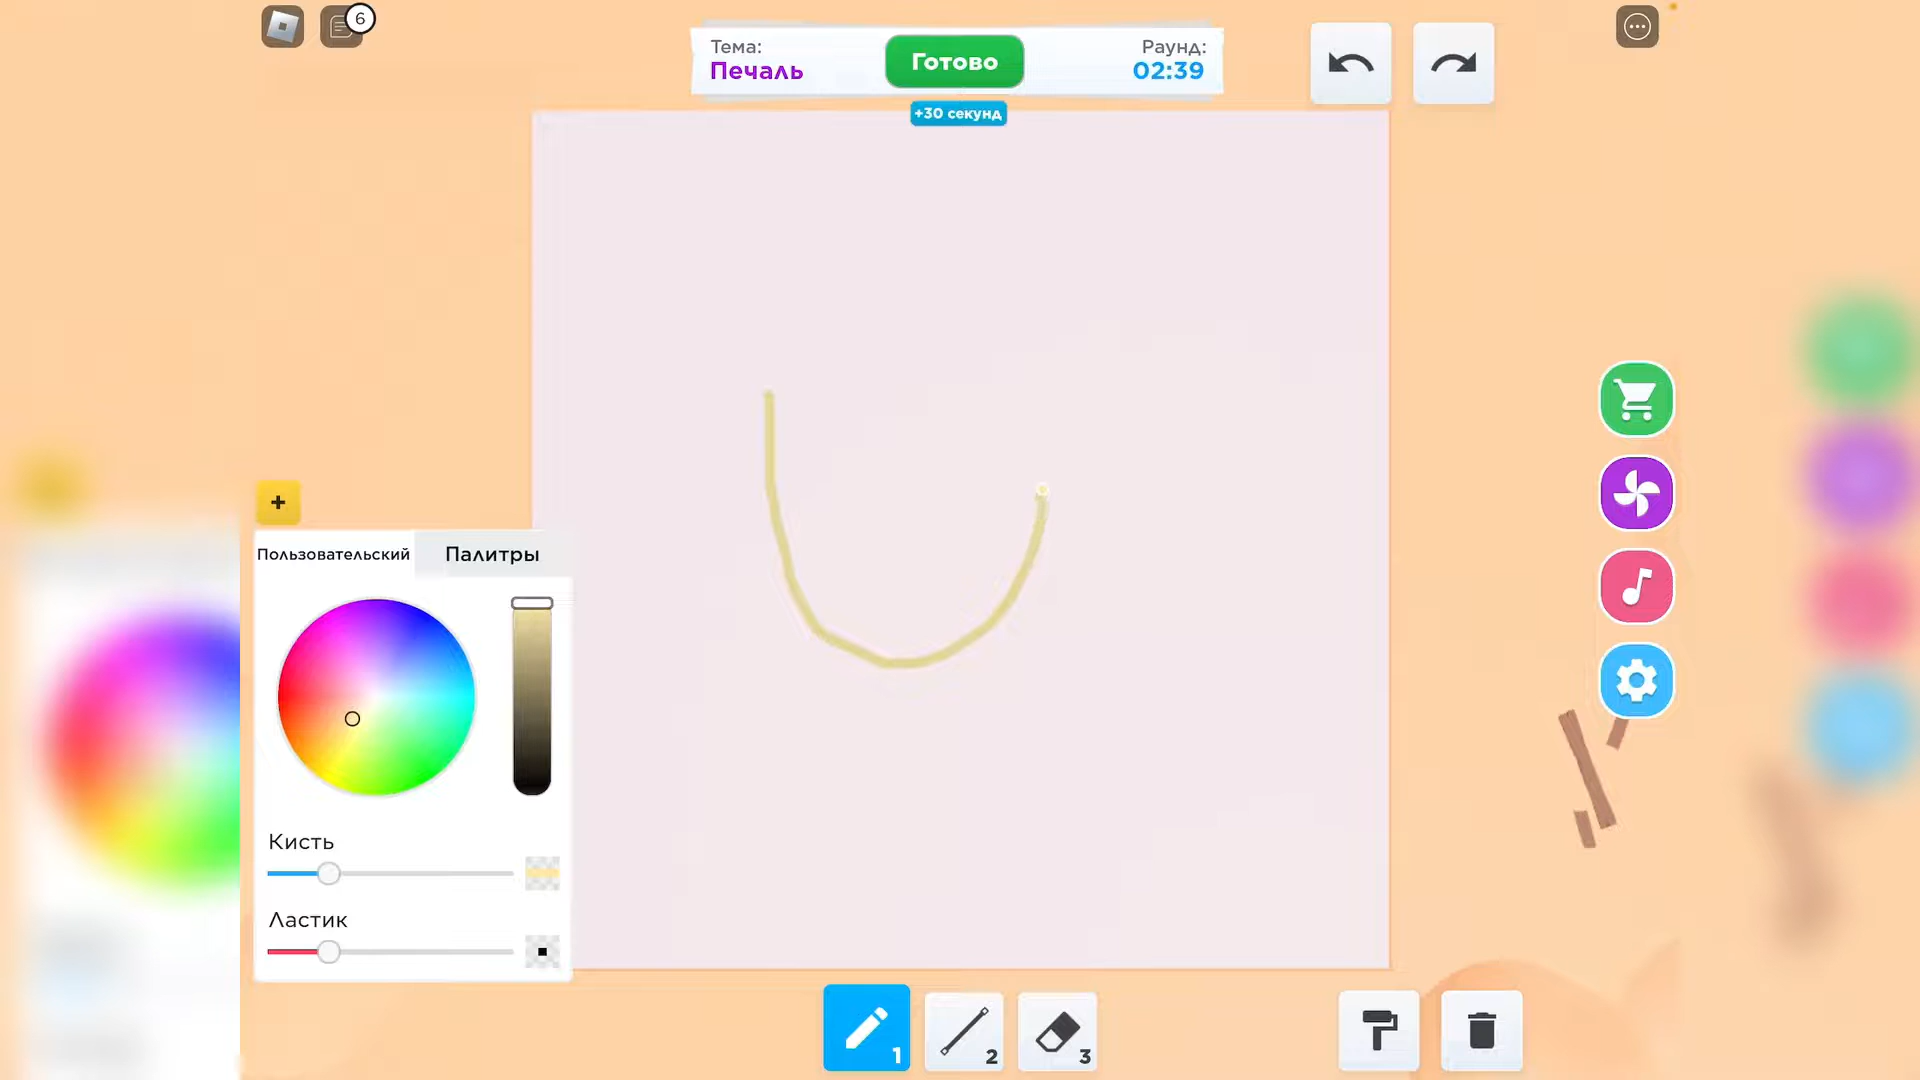 6
Тема:
Печаль
Готово
Раунд:
02:39
+30 секунд
+
Пользовательский
Палитры
Кисть
Ластик
1
2
3